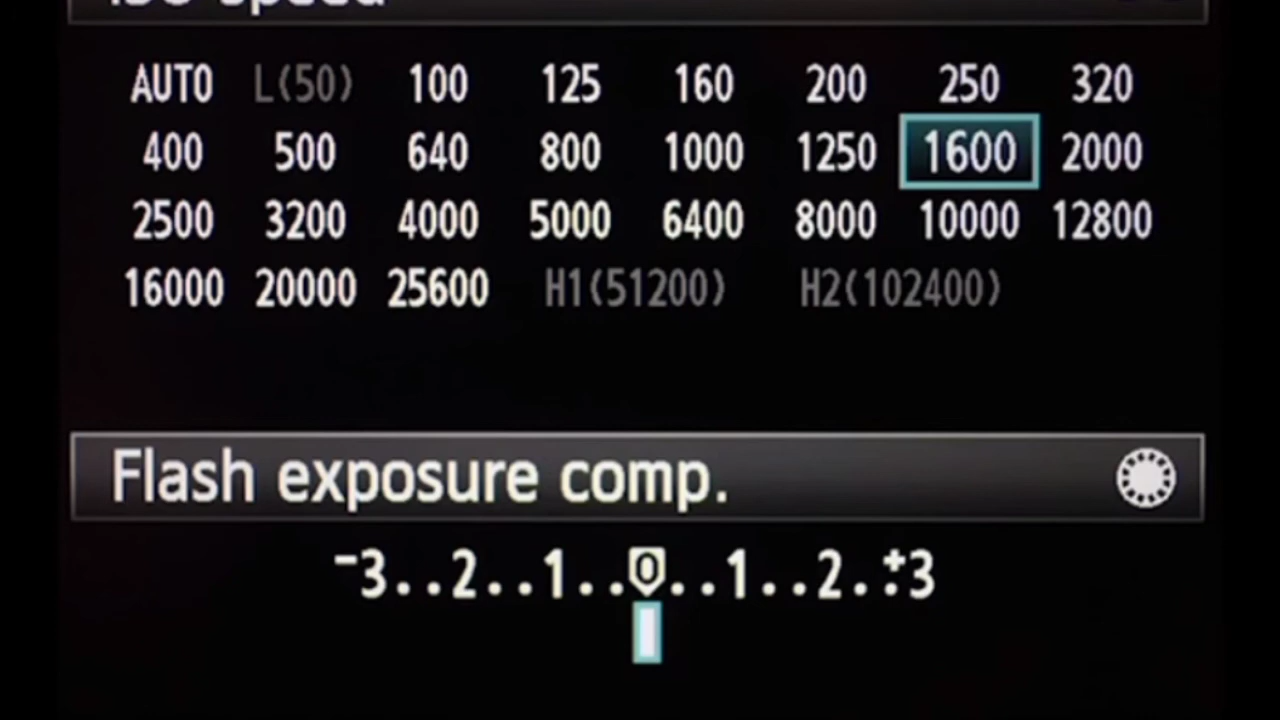 ISO speed
AUTO L(50) 100 125 160 200 250 320
400 500 640 800 1000 1250 1600 2000
2500 3200 4000 5000 6400 8000 10000 12800
16000 20000 25600 H1(51200) H2(102400)
Flash exposure comp.
-3..2..1..0..1..2..+3